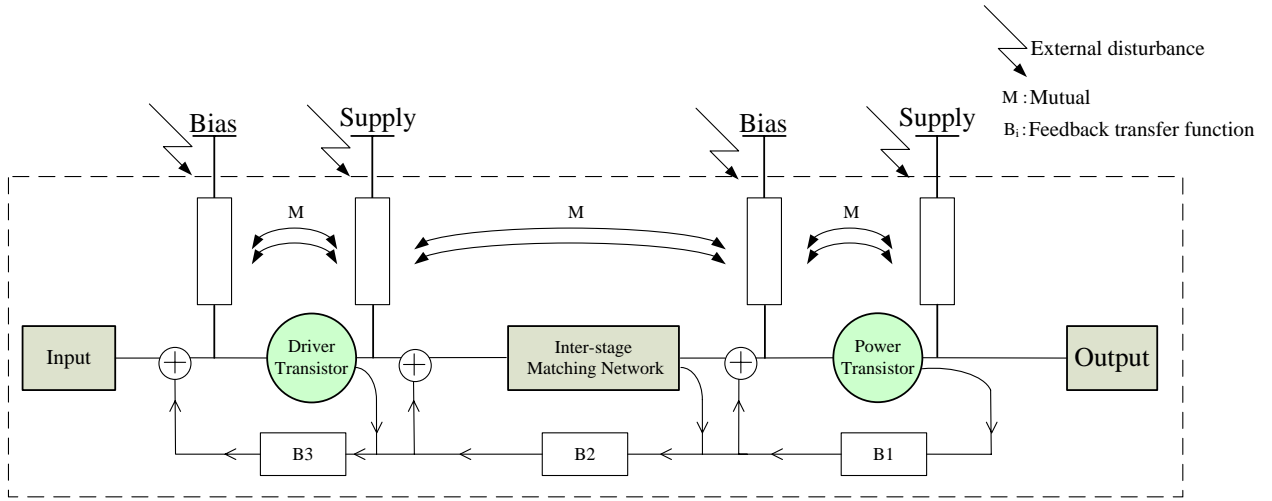 External disturbance
M : Mutual
Bᵢ : Feedback transfer function
Bias
Supply
Bias
Supply
M
M
M
Input
Driver
Transistor
Inter-stage
Matching Network
Power
Transistor
Output
B3
B2
B1